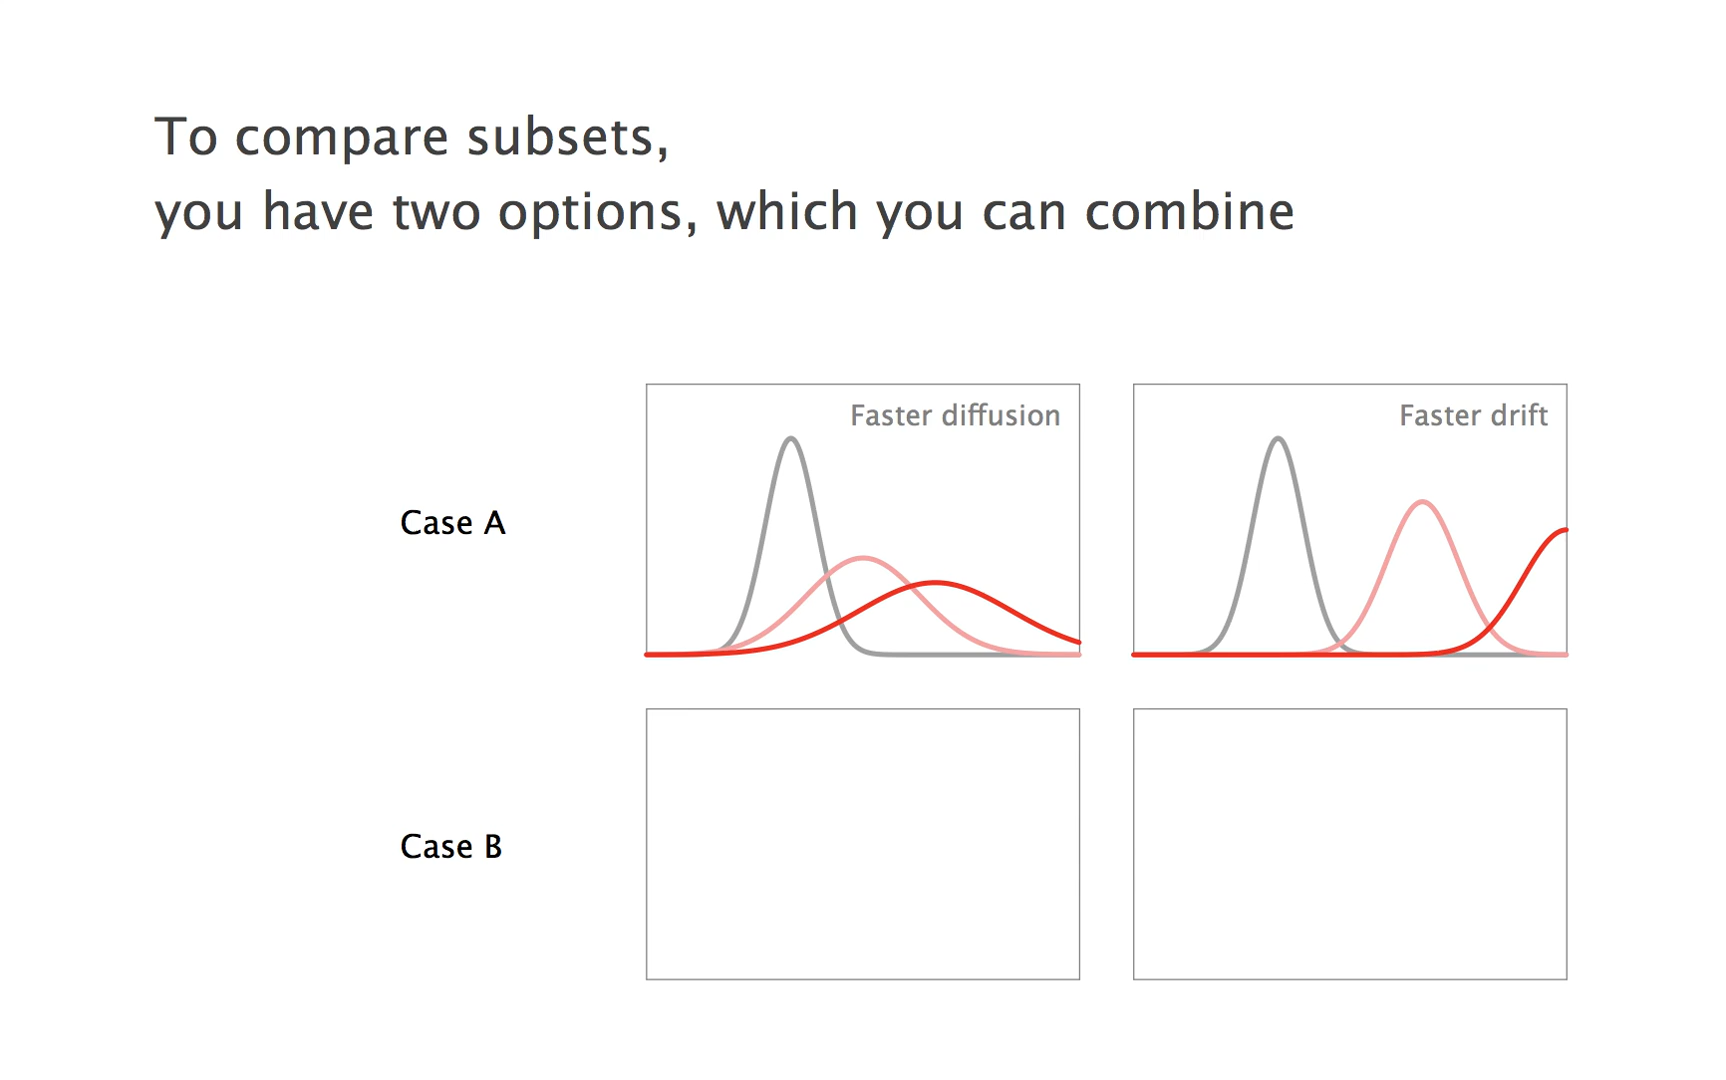 To compare subsets,
you have two options, which you can combine
Faster diffusion
Faster drift
Case A
Case B